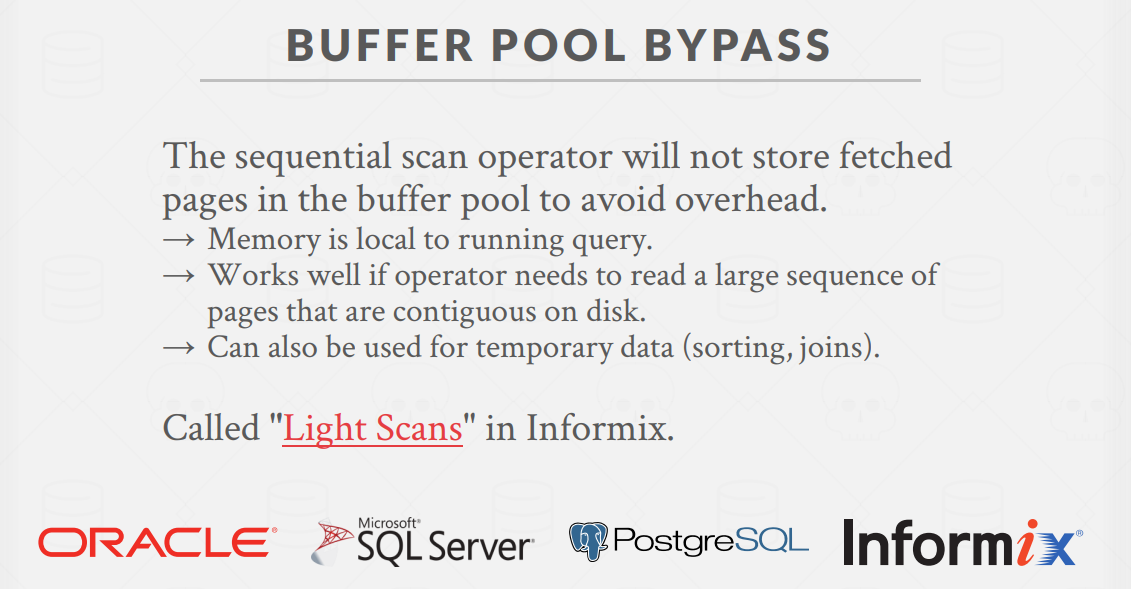 BUFFER POOL BYPASS
The sequential scan operator will not store fetched
pages in the buffer pool to avoid overhead.
→ Memory is local to running query.
→ Works well if operator needs to read a large sequence of
pages that are contiguous on disk.
→ Can also be used for temporary data (sorting, joins).
Called "Light Scans" in Informix.
ORACLE®
Microsoft®
SQL Server®
PostgreSQL
Informix®